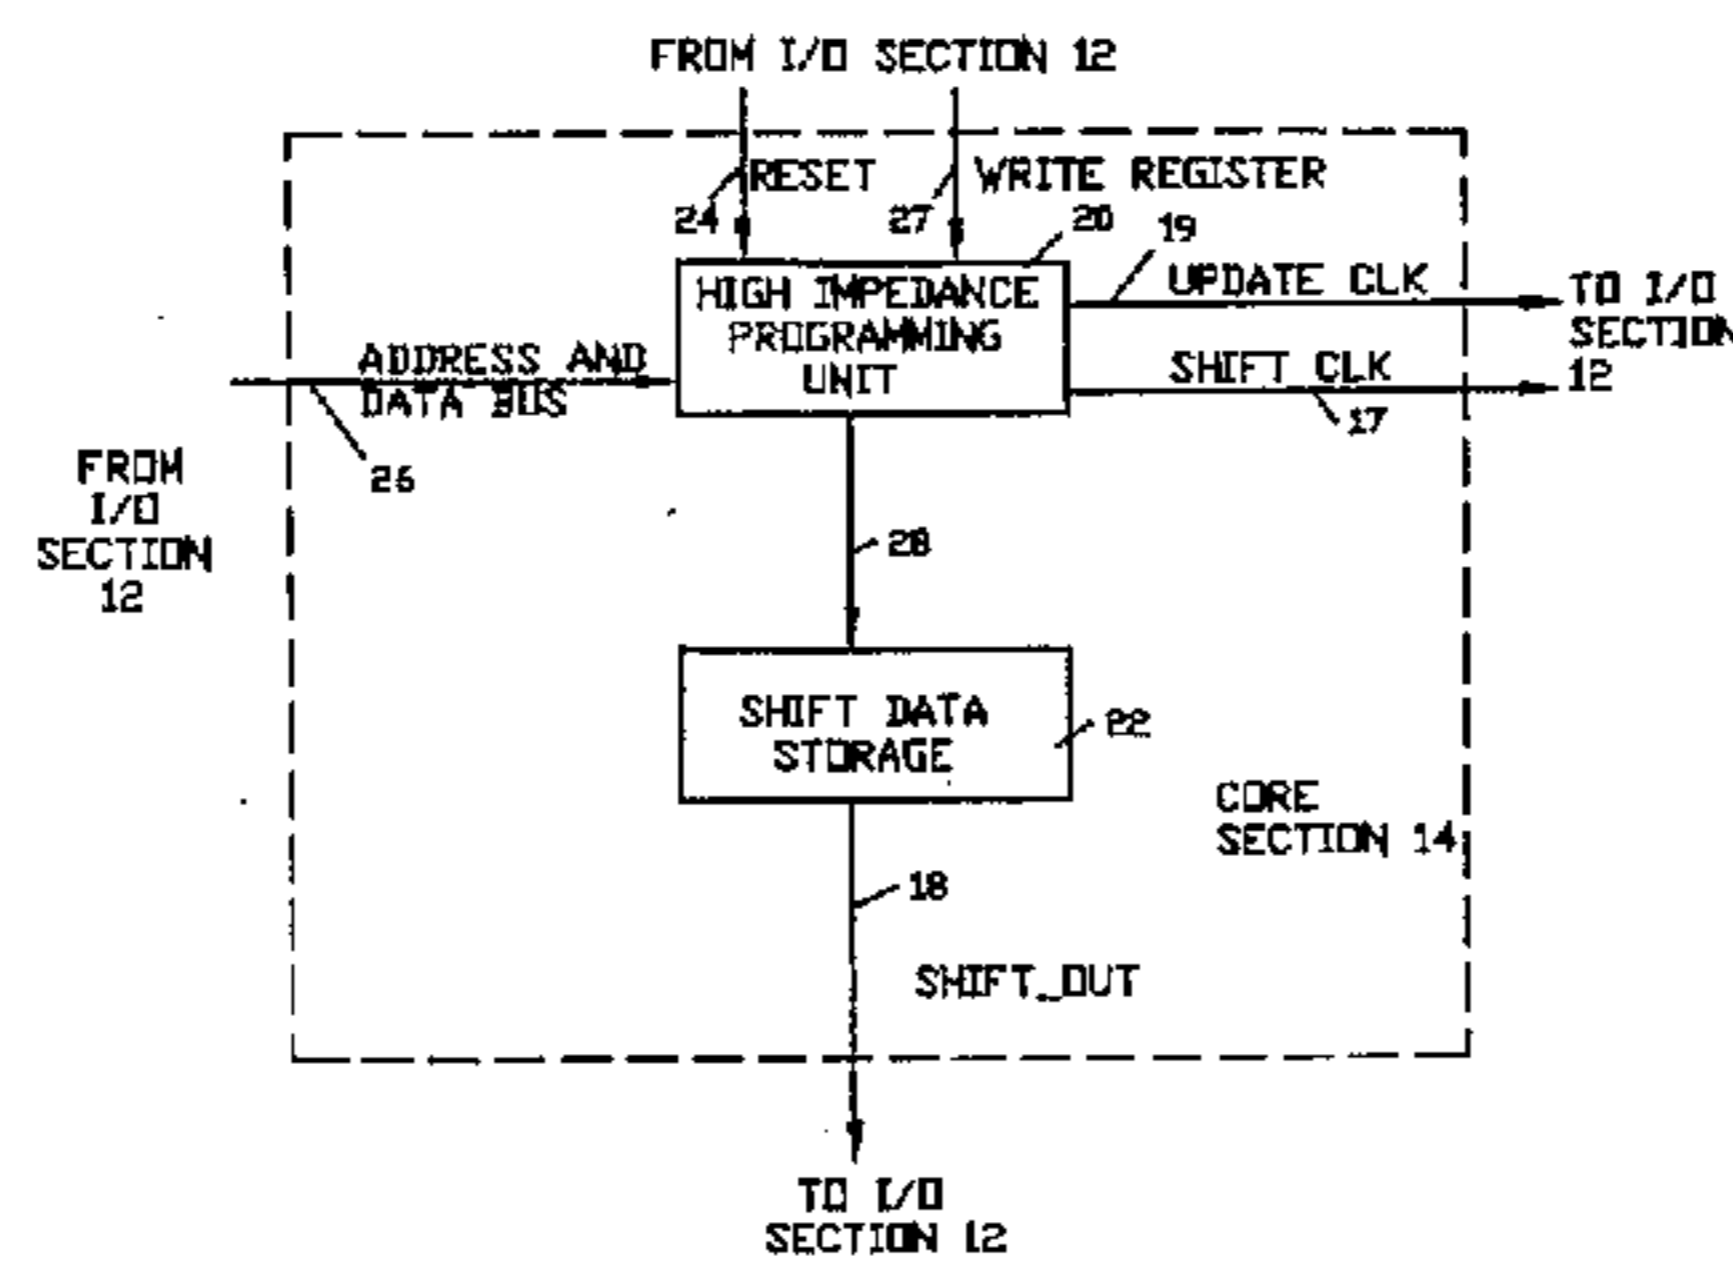 FROM I/O SECTION 12
RESET
WRITE REGISTER
24
27
20
19
UPDATE CLK
TO I/O
SECTION
12
HIGH IMPEDANCE
PROGRAMMING
UNIT
SHIFT CLK
17
ADDRESS AND
DATA BUS
26
FROM
I/O
SECTION
12
28
SHIFT DATA
STORAGE
22
CORE
SECTION 14
18
SHIFT_OUT
TO I/O
SECTION 12